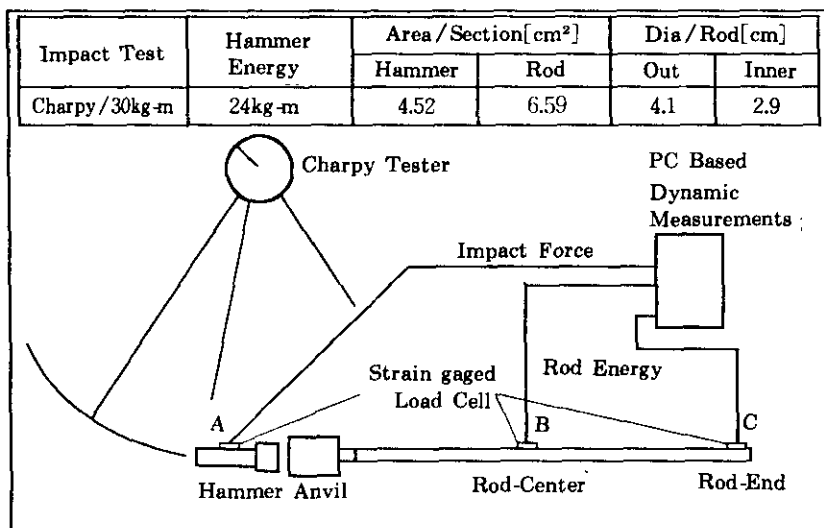 Impact Test Hammer Energy Area/Section[cm²] Dia/Rod[cm]
Hammer Rod Out Inner
Charpy/30kg-m 24kg-m 4.52 6.59 4.1 2.9
Charpy Tester
PC Based
Dynamic
Measurements
Impact Force
Rod Energy
Strain gaged
Load Cell
A
B
C
Hammer Anvil
Rod-Center
Rod-End